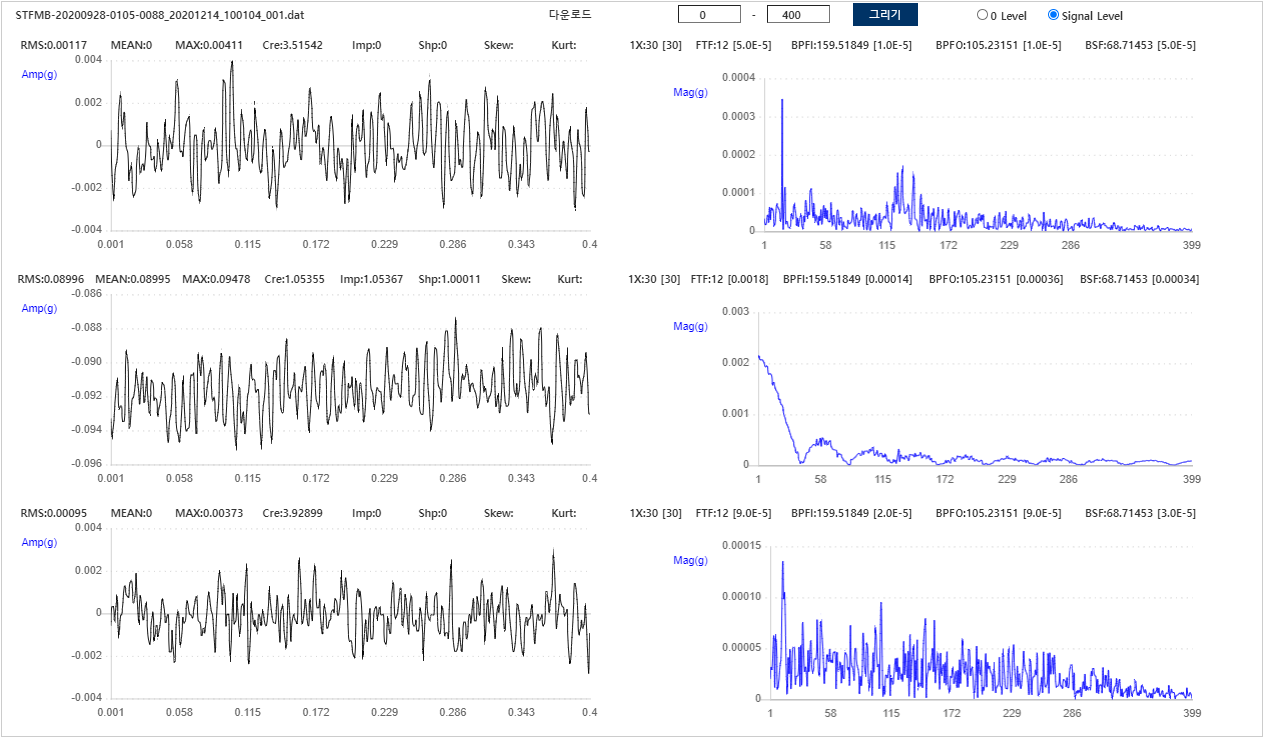 STFMB-20200928-0105-0088_20201214_100104_001.dat 다운로드 0 - 400 그리기 0 Level Signal Level
RMS:0.00117 MEAN:0 MAX:0.00411 Cre:3.51542 Imp:0 Shp:0 Skew: Kurt: 1X:30 [30] FTF:12 [5.0E-5] BPFI:159.51849 [1.0E-5] BPFO:105.23151 [1.0E-5] BSF:68.71453 [5.0E-5]
Amp(g)
0.004
0.002
0
-0.002
-0.004
0.001 0.058 0.115 0.172 0.229 0.286 0.343 0.4
Mag(g)
0.0004
0.0003
0.0002
0.0001
0
1 58 115 172 229 286 399
RMS:0.08996 MEAN:0.08995 MAX:0.09478 Cre:1.05355 Imp:1.05367 Shp:1.00011 Skew: Kurt: 1X:30 [30] FTF:12 [0.0018] BPFI:159.51849 [0.00014] BPFO:105.23151 [0.00036] BSF:68.71453 [0.00034]
Amp(g)
-0.086
-0.088
-0.090
-0.092
-0.094
-0.096
0.001 0.058 0.115 0.172 0.229 0.286 0.343 0.4
Mag(g)
0.003
0.002
0.001
0
1 58 115 172 229 286 399
RMS:0.00095 MEAN:0 MAX:0.00373 Cre:3.92899 Imp:0 Shp:0 Skew: Kurt: 1X:30 [30] FTF:12 [9.0E-5] BPFI:159.51849 [2.0E-5] BPFO:105.23151 [9.0E-5] BSF:68.71453 [3.0E-5]
Amp(g)
0.004
0.002
0
-0.002
-0.004
0.001 0.058 0.115 0.172 0.229 0.286 0.343 0.4
Mag(g)
0.00015
0.00010
0.00005
0
1 58 115 172 229 286 399